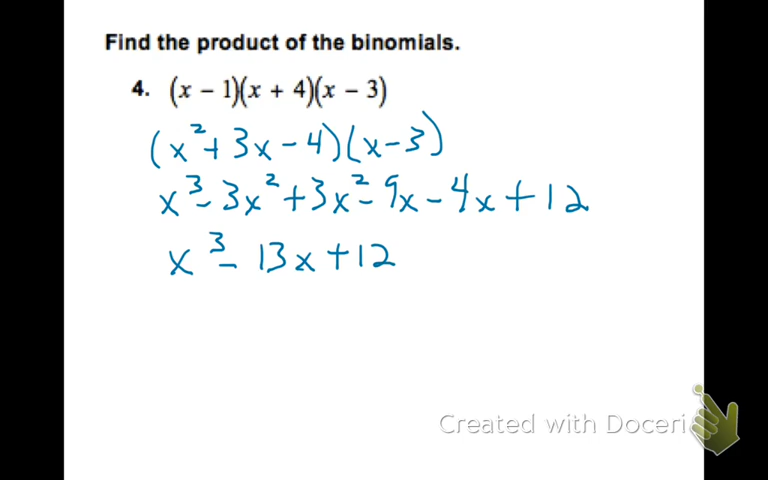 Find the product of the binomials.
4. (x − 1)(x + 4)(x − 3)
(x² + 3x − 4)(x − 3)
x³ − 3x² + 3x² − 9x − 4x + 12
x³ − 13x + 12
Created with Doceri